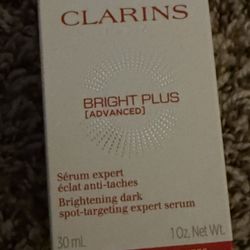 CLARINS
BRIGHT PLUS
[ADVANCED]
Sérum expert
éclat anti-taches
Brightening dark
spot-targeting expert serum
30 mL
1 Oz. Net Wt.